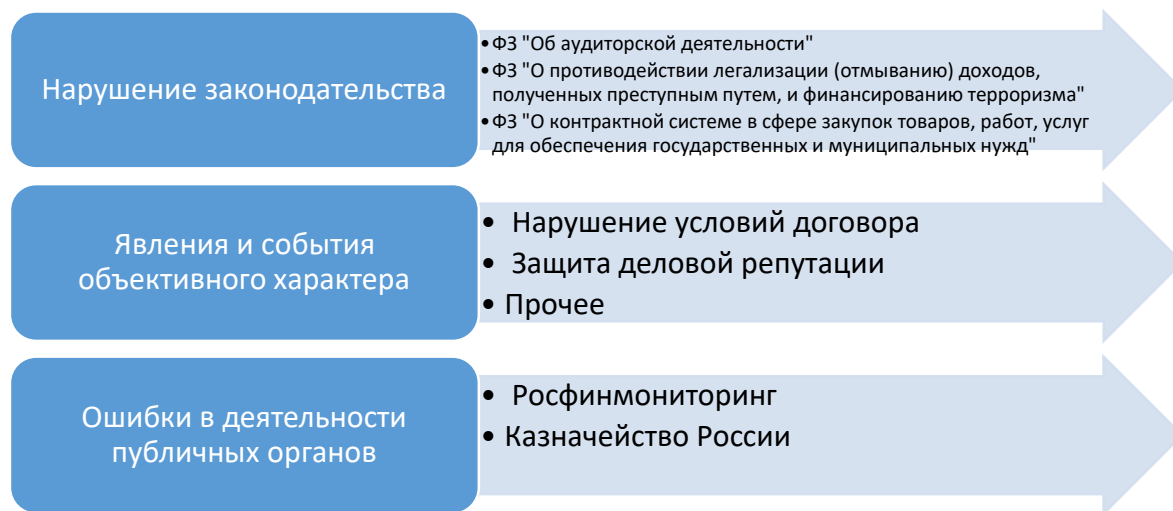 Нарушение законодательства
•ФЗ "Об аудиторской деятельности"
•ФЗ "О противодействии легализации (отмыванию) доходов,
полученных преступным путем, и финансированию терроризма"
•ФЗ "О контрактной системе в сфере закупок товаров, работ, услуг
для обеспечения государственных и муниципальных нужд"
Явления и события
объективного характера
• Нарушение условий договора
• Защита деловой репутации
• Прочее
Ошибки в деятельности
публичных органов
• Росфинмониторинг
• Казначейство России